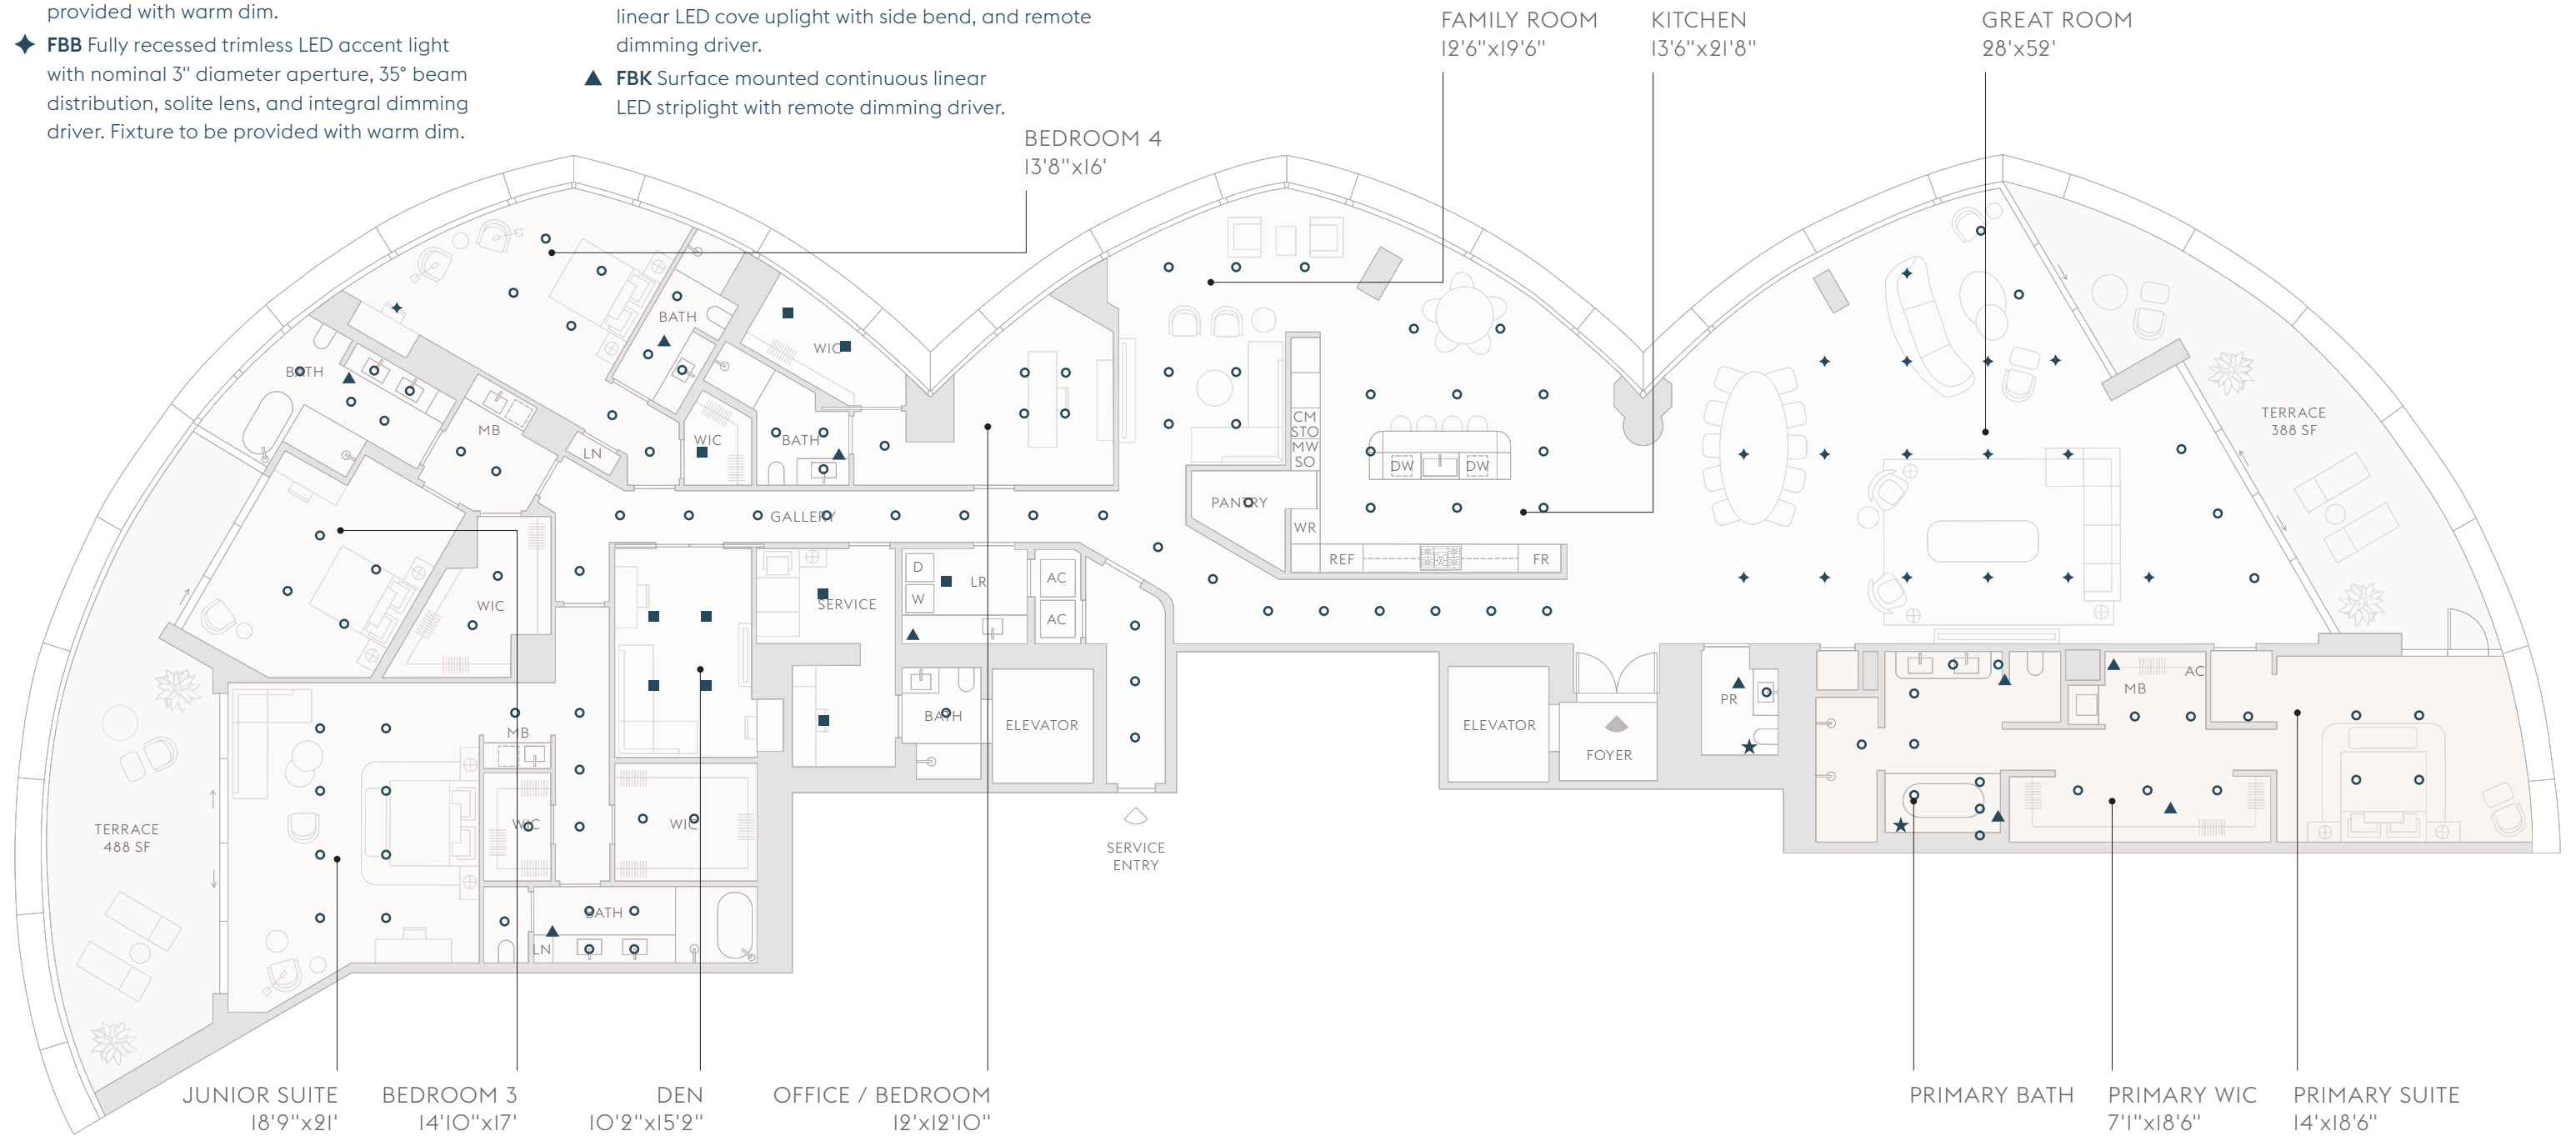 provided with warm dim.
FBB Fully recessed trimless LED accent light
with nominal 3" diameter aperture, 35° beam
distribution, solite lens, and integral dimming
driver. Fixture to be provided with warm dim.
linear LED cove uplight with side bend, and remote
dimming driver.
FBK Surface mounted continuous linear
LED striplight with remote dimming driver.
BEDROOM 4
13'8"x16'
FAMILY ROOM
12'6"x19'6"
KITCHEN
13'6"x21'8"
GREAT ROOM
28'x52'
BATH
WIC
BATH
MB
LN
WIC
BATH
GALLERY
CM
STO
MW
SO
DW
DW
PANTRY
WR
REF
FR
TERRACE
388 SF
WIC
D
W
LR
AC
AC
SERVICE
BATH
ELEVATOR
ELEVATOR
FOYER
PR
MB
AC
MB
WIC
WIC
TERRACE
488 SF
SERVICE
ENTRY
BATH
LN
JUNIOR SUITE
18'9"x21'
BEDROOM 3
14'10"x17'
DEN
10'2"x15'2"
OFFICE / BEDROOM
12'x12'10"
PRIMARY BATH
PRIMARY WIC
7'1"x18'6"
PRIMARY SUITE
14'x18'6"